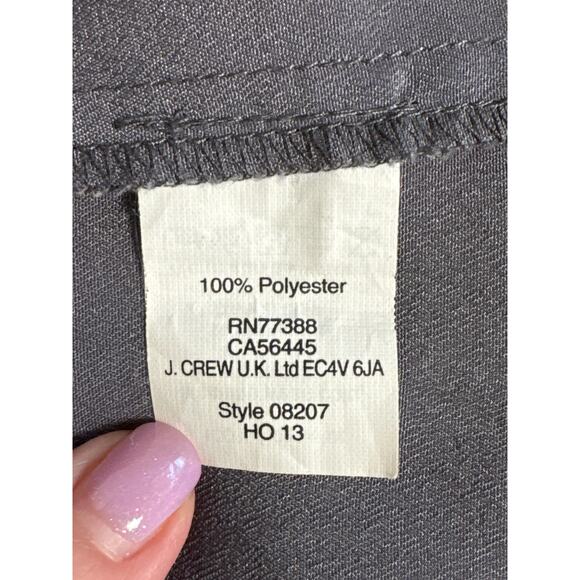 100% Polyester
RN77388
CA56445
J. CREW U.K. Ltd EC4V 6JA
Style 08207
HO 13